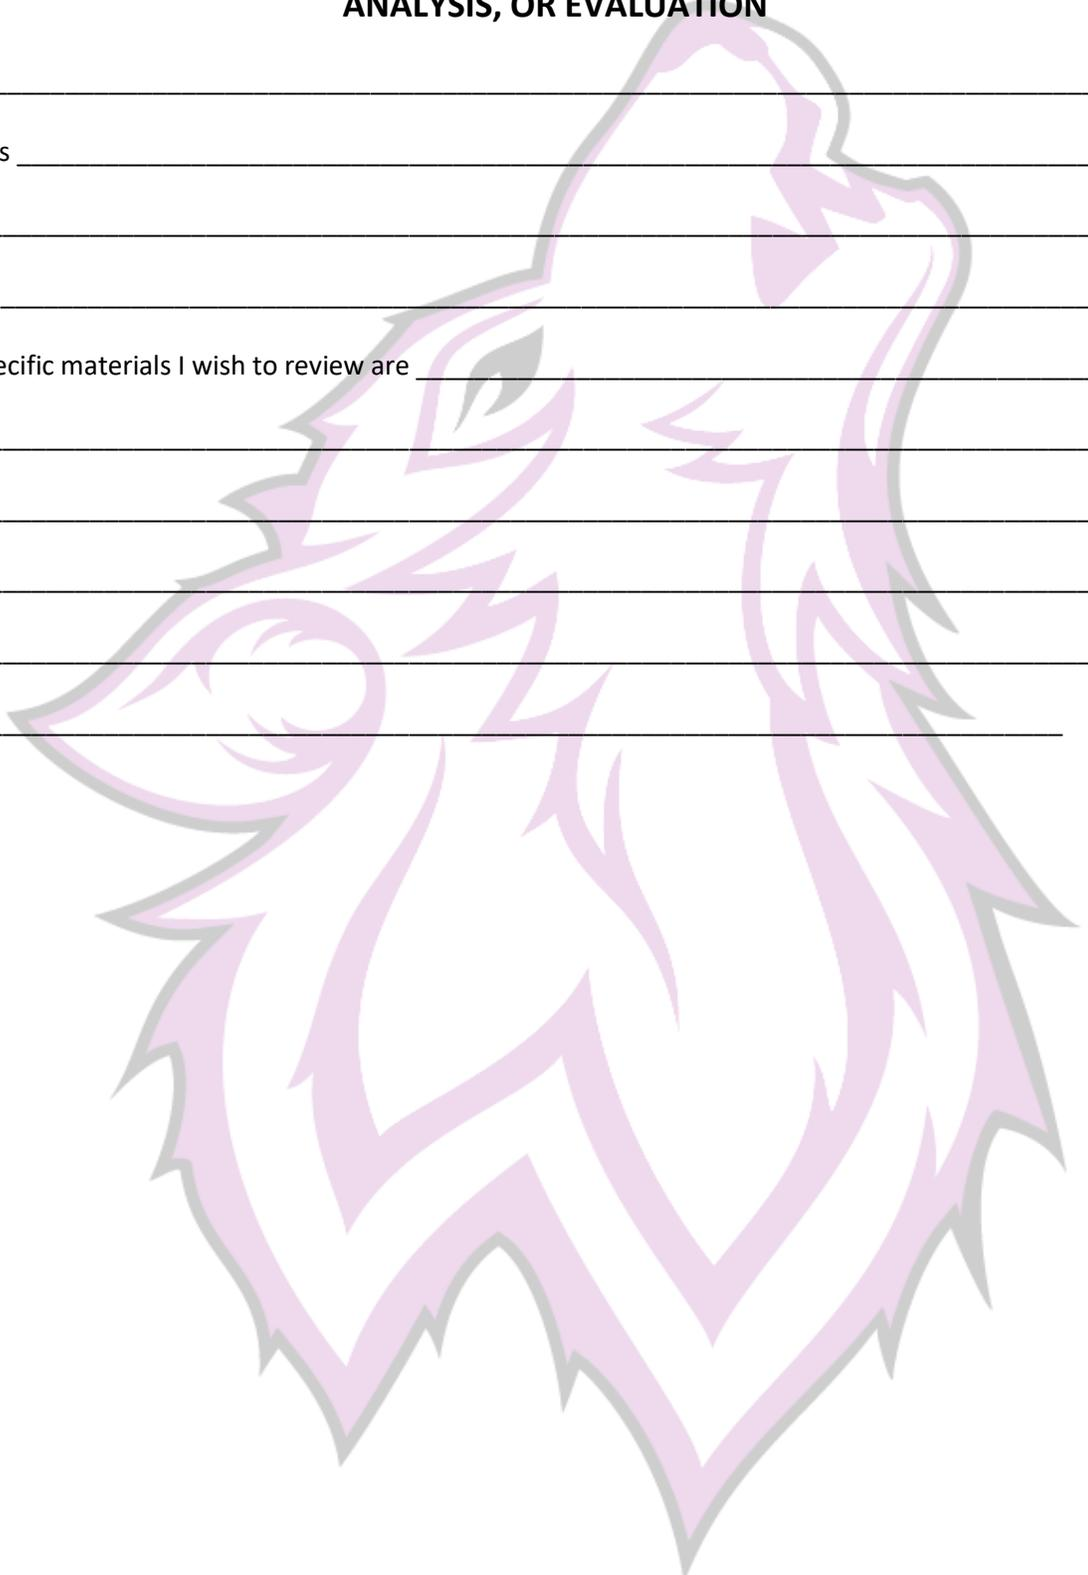 ANALYSIS, OR EVALUATION
s
ecific materials I wish to review are